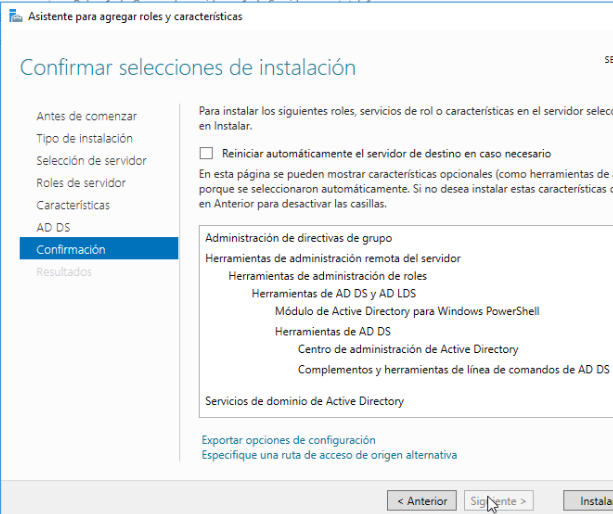 Asistente para agregar roles y características
Confirmar selecciones de instalación
Antes de comenzar
Tipo de instalación
Selección de servidor
Roles de servidor
Características
AD DS
Confirmación
Resultados
Para instalar los siguientes roles, servicios de rol o características en el servidor
en Instalar.
Reiniciar automáticamente el servidor de destino en caso necesario
En esta página se pueden mostrar características opcionales (como herramientas de
porque se seleccionaron automáticamente. Si no desea instalar estas características
en Anterior para desactivar las casillas.
Administración de directivas de grupo
Herramientas de administración remota del servidor
Herramientas de administración de roles
Herramientas de AD DS y AD LDS
Módulo de Active Directory para Windows PowerShell
Herramientas de AD DS
Centro de administración de Active Directory
Complementos y herramientas de línea de comandos de AD DS
Servicios de dominio de Active Directory
Exportar opciones de configuración
Especifique una ruta de acceso de origen alternativa
< Anterior
Siguiente >
Instalar